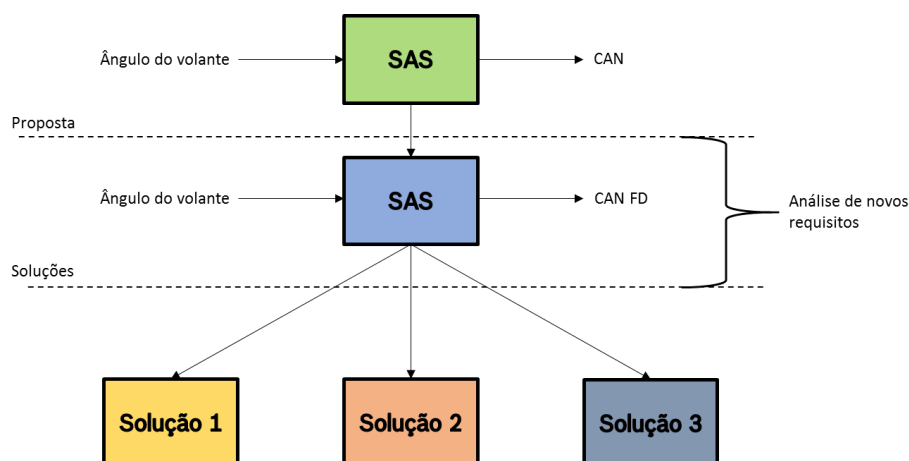 Ângulo do volante
SAS
CAN
Proposta
Ângulo do volante
SAS
CAN FD
Análise de novos
requisitos
Soluções
Solução 1
Solução 2
Solução 3